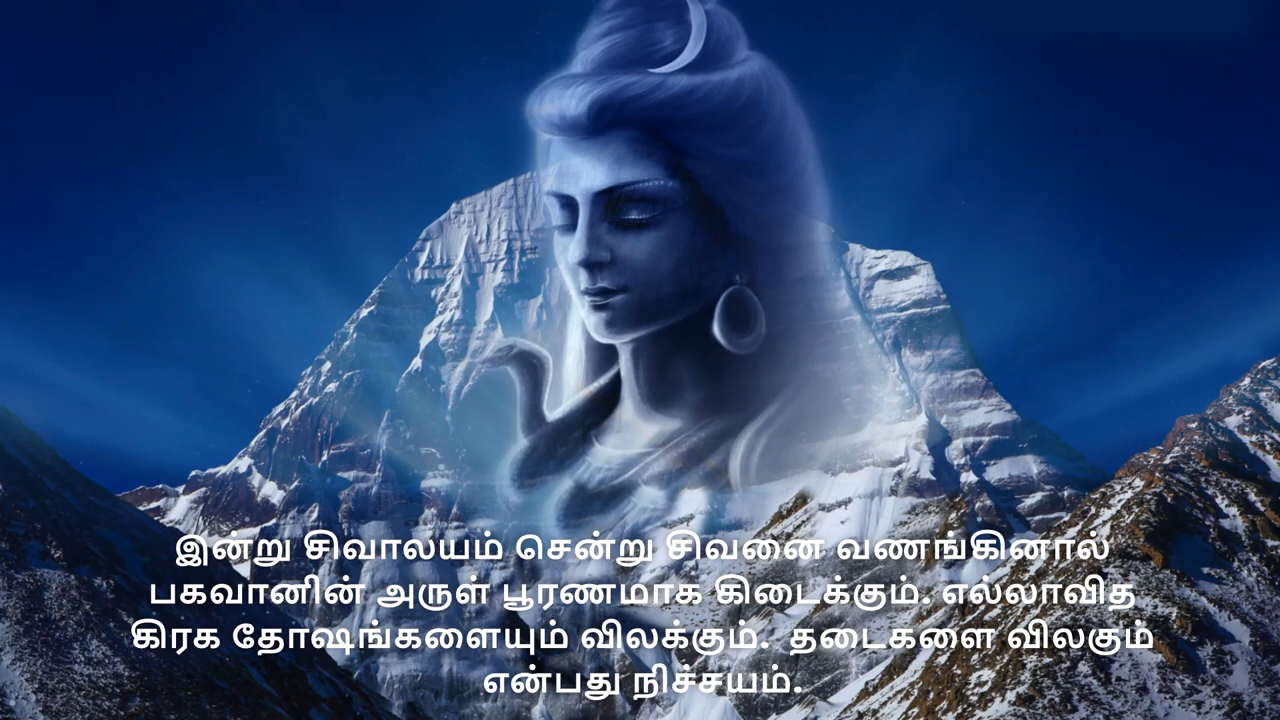 இன்று சிவாலயம் சென்று சிவனை வணங்கினால்
பகவானின் அருள் பூரணமாக கிடைக்கும். எல்லாவித
கிரக தோஷங்களையும் விலக்கும்.  தடைகளை விலகும்
என்பது நிச்சயம்.